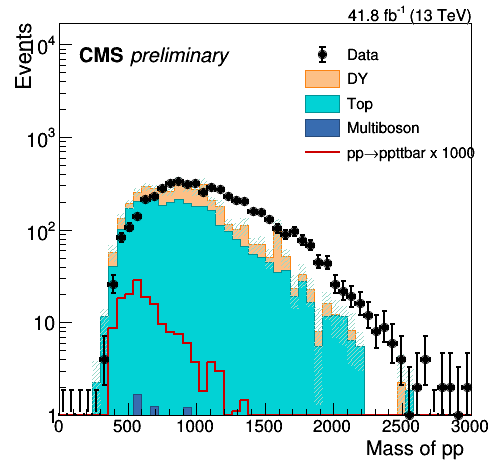 41.8 fb⁻¹ (13 TeV)
Events
CMS preliminary
Data
DY
Top
Multiboson
pp→ppttbar x 1000
10⁴
10³
10²
10
1
0 500 1000 1500 2000 2500 3000
Mass of pp